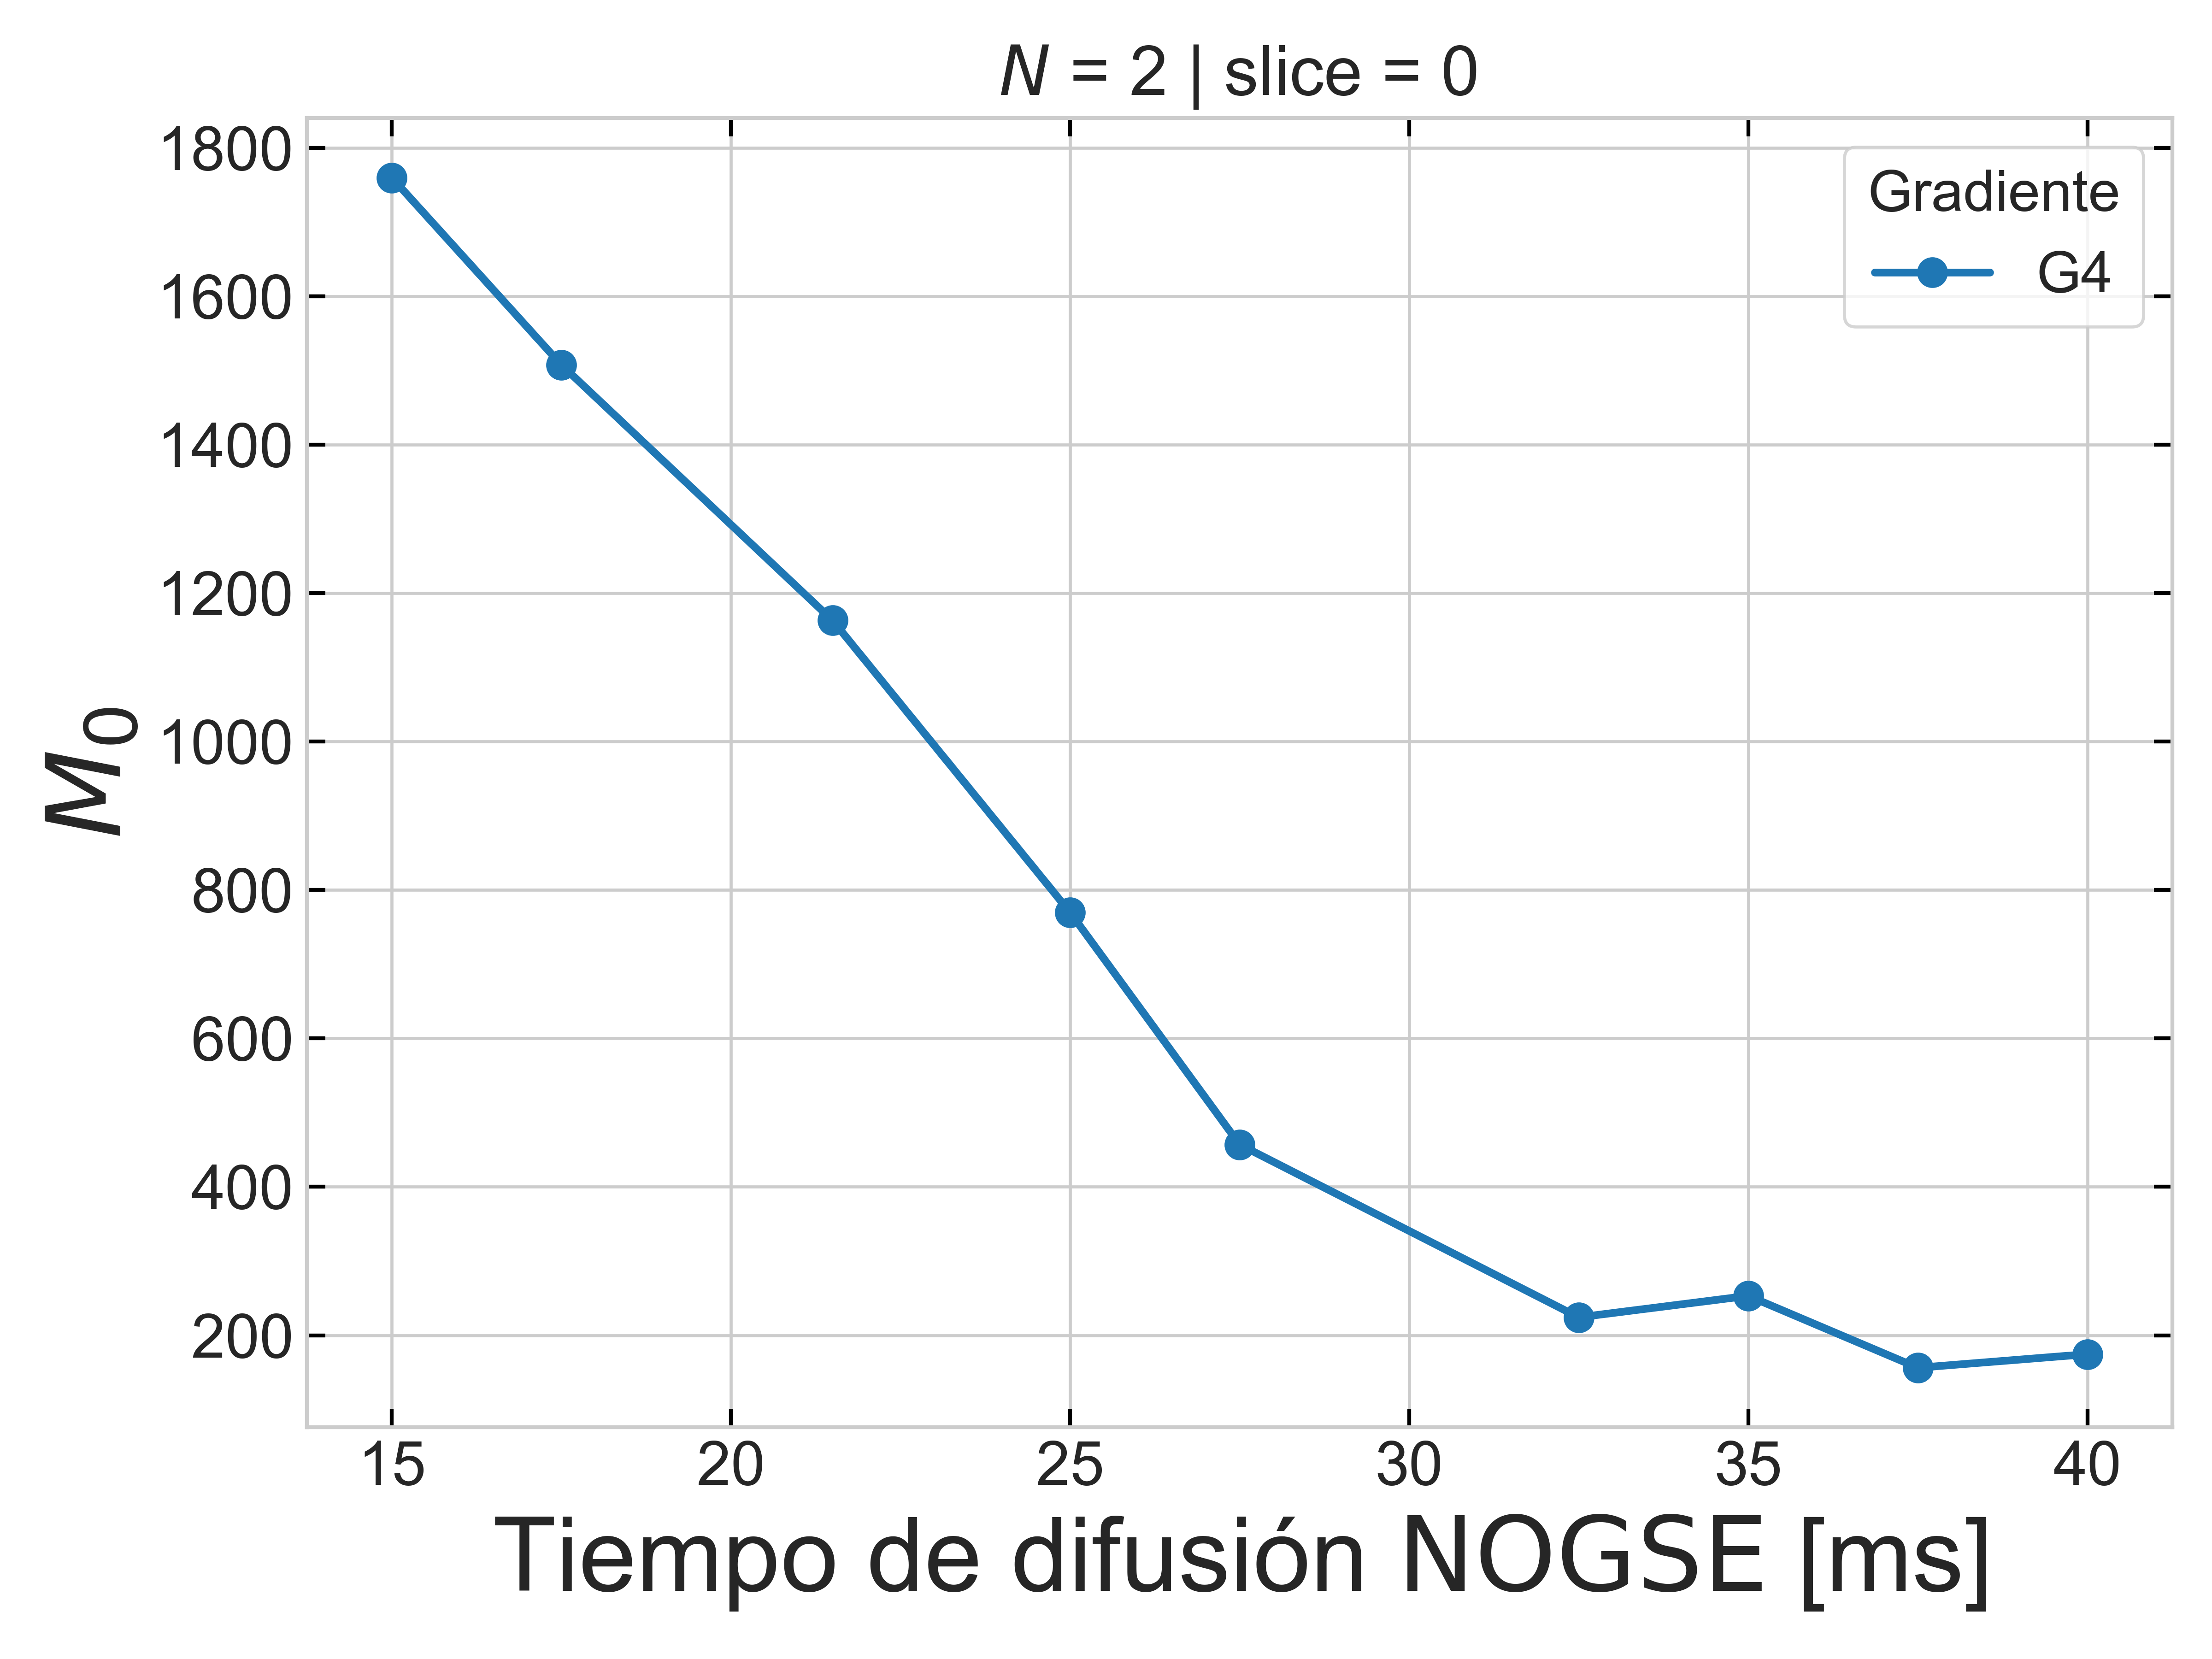 N = 2 | slice = 0
M0
1800
1600
1400
1200
1000
800
600
400
200
Gradiente
G4
15 20 25 30 35 40
Tiempo de difusión NOGSE [ms]